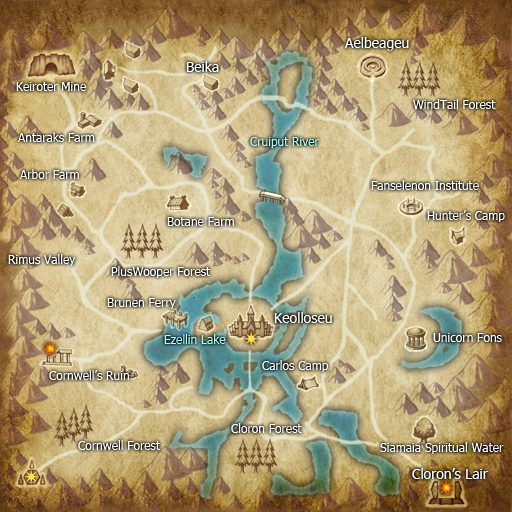 Aelbeageu
Beika
Keiroter Mine
WindTail Forest
Antaraks Farm
Cruiput River
Arbor Farm
Fanselenon Institute
Hunter's Camp
Botane Farm
Rimus Valley
PlusWooper Forest
Brunen Ferry
Keolloseu
Ezellin Lake
Unicorn Fons
Carlos Camp
Cornwell's Ruin
Cloron Forest
Cornwell Forest
Siamaia Spiritual Water
Cloron's Lair